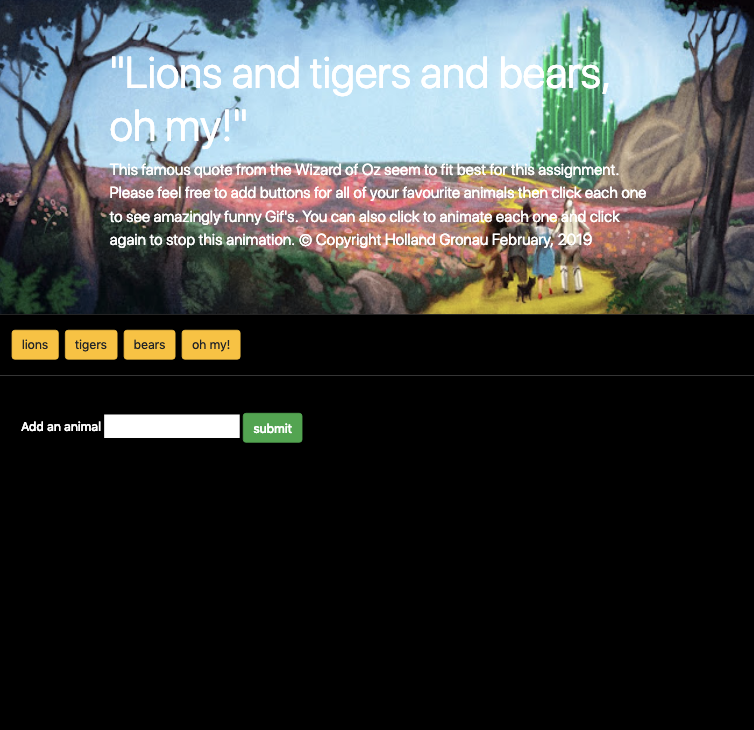 "Lions and tigers and bears,
oh my!"
This famous quote from the Wizard of Oz seem to fit best for this assignment.
Please feel free to add buttons for all of your favourite animals then click each one
to see amazingly funny Gif's. You can also click to animate each one and click
again to stop this animation. © Copyright Holland Gronau February, 2019
lions tigers bears oh my!
Add an animal submit